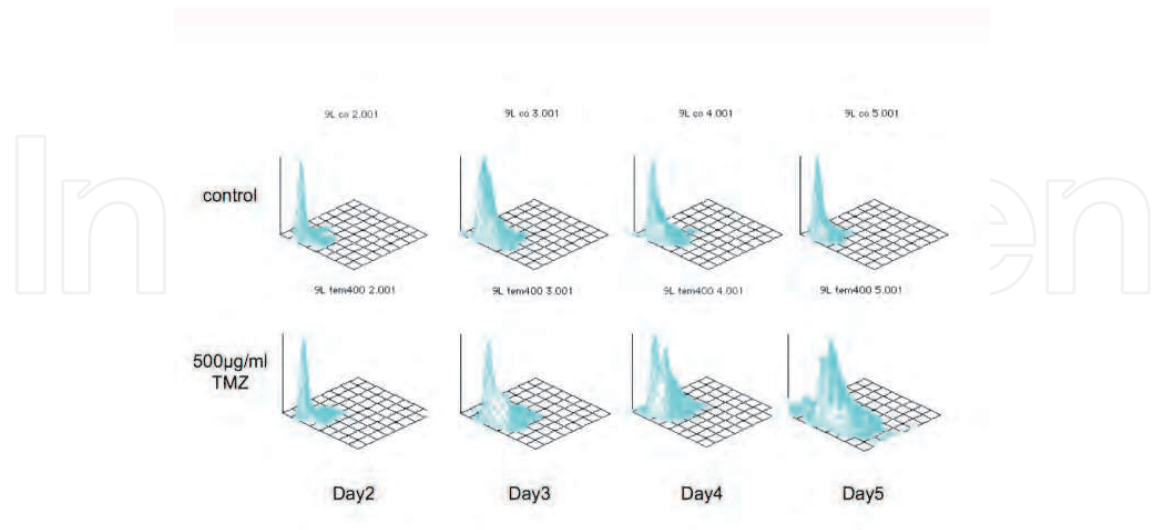 9L co 2.001
9L co 3.001
9L co 4.001
9L co 5.001
control
9L tem400 2.001
9L tem400 3.001
9L tem400 4.001
9L tem400 5.001
500µg/ml
TMZ
Day2
Day3
Day4
Day5
In
en